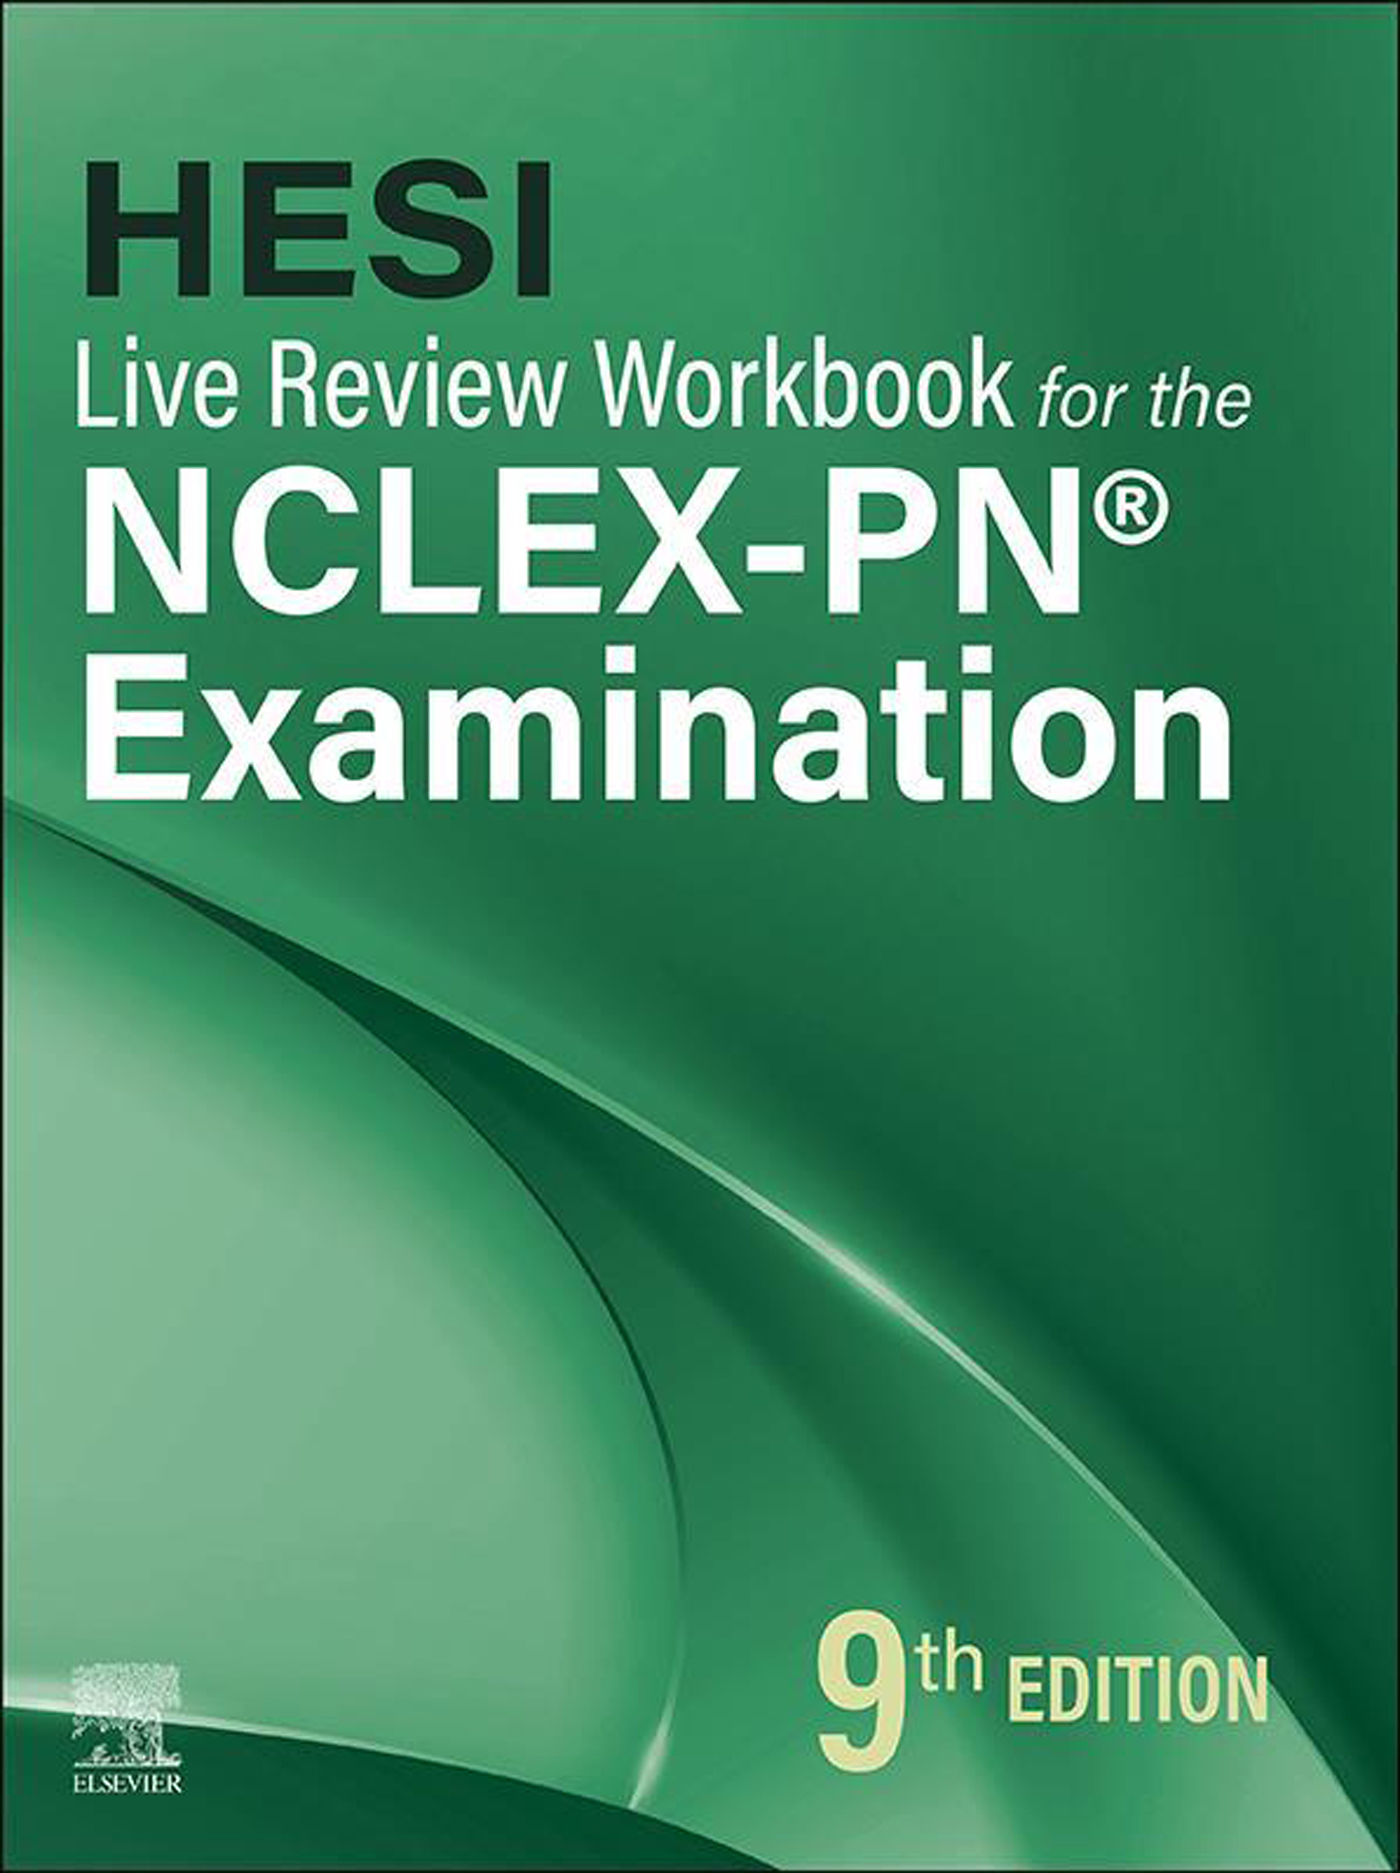 HESI
Live Review Workbook for the
NCLEX-PN®
Examination
9th EDITION
ELSEVIER